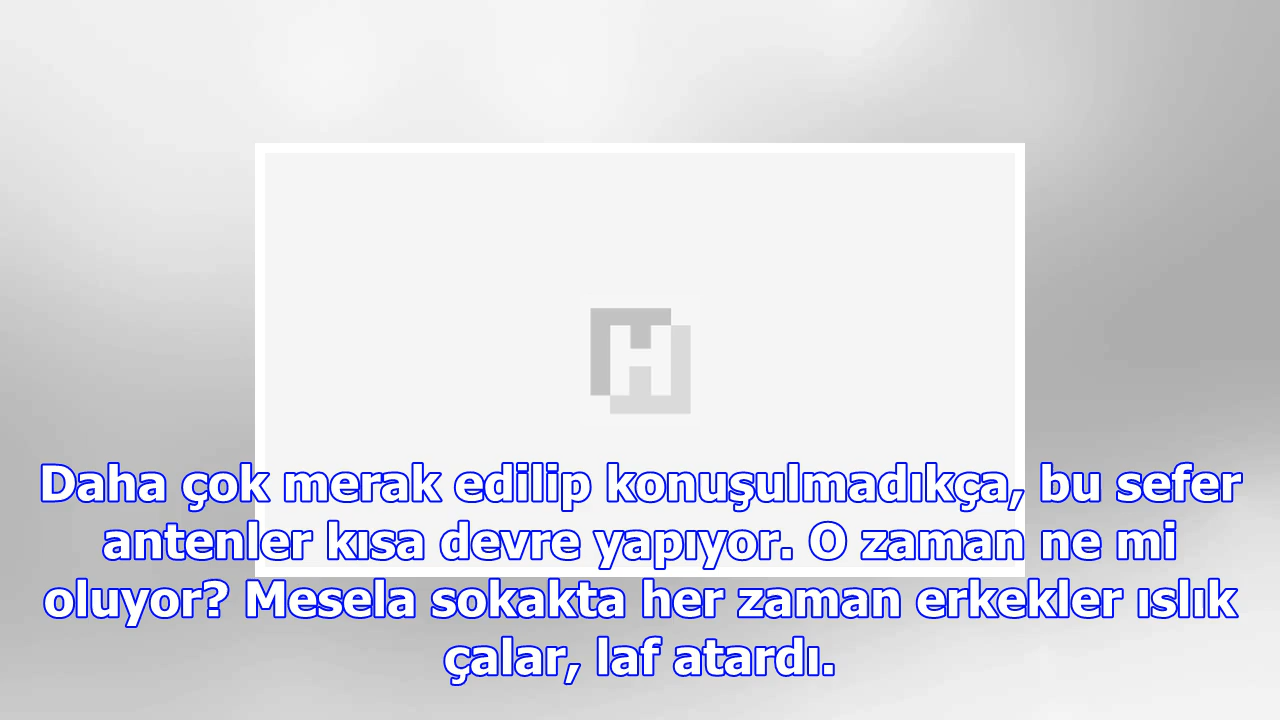 Daha çok merak edilip konuşulmadıkça, bu sefer
antenler kısa devre yapıyor. O zaman ne mi
oluyor? Mesela sokakta her zaman erkekler ıslık
çalar, laf atardı.